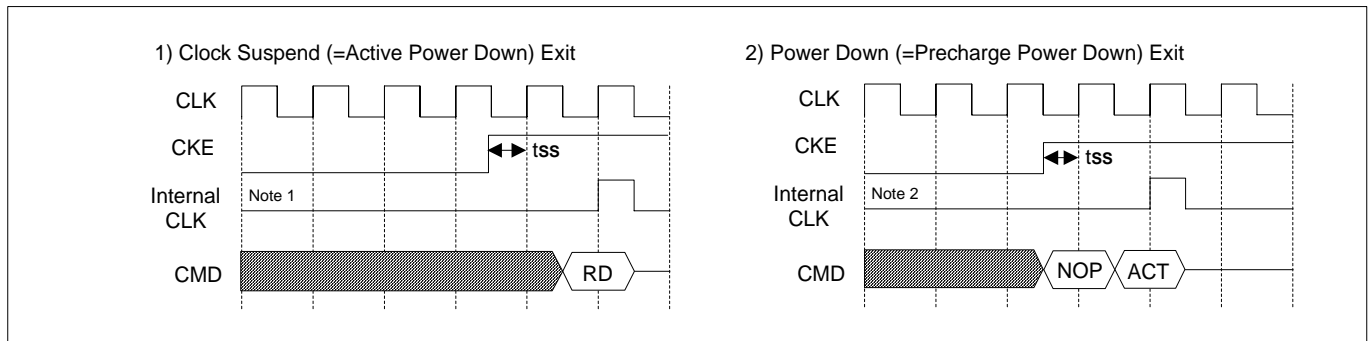 1) Clock Suspend (=Active Power Down) Exit
CLK
CKE
tss
Internal
CLK
Note 1
CMD
RD
2) Power Down (=Precharge Power Down) Exit
CLK
CKE
tss
Internal
CLK
Note 2
CMD
NOP
ACT